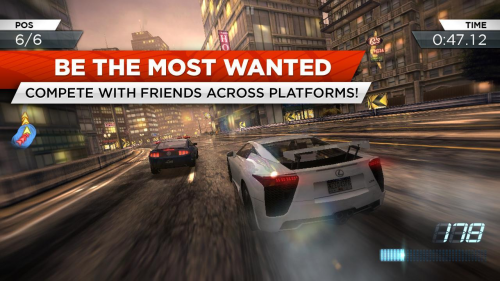 POS
6/6
TIME
0:47.12
BE THE MOST WANTED
COMPETE WITH FRIENDS ACROSS PLATFORMS!
178